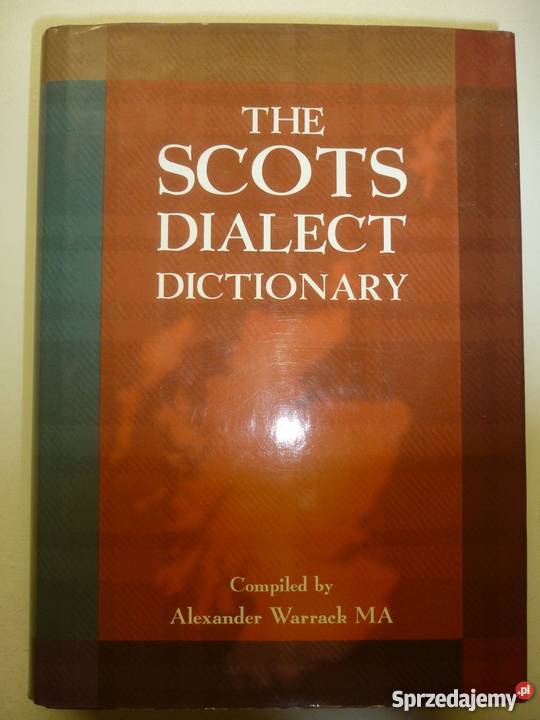 THE
SCOTS
DIALECT
DICTIONARY
Compiled by
Alexander Warrack MA
Sprzedajemy.pl